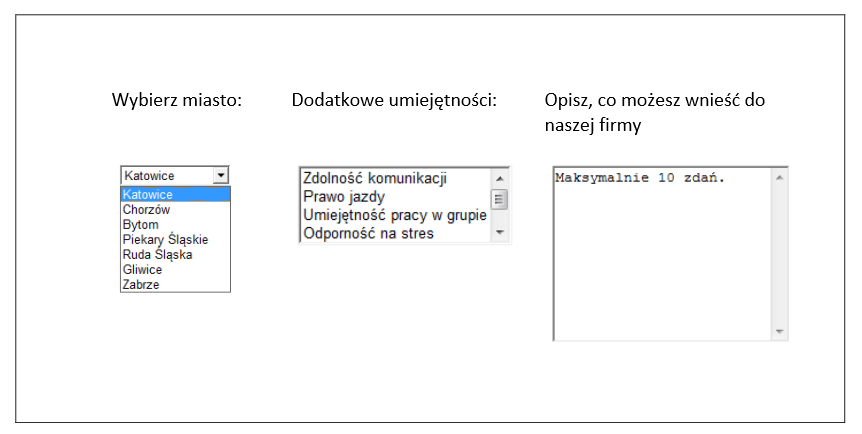 Wybierz miasto:
Dodatkowe umiejętności:
Opisz, co możesz wnieść do
naszej firmy
Katowice
Katowice
Chorzów
Bytom
Piekary Śląskie
Ruda Śląska
Gliwice
Zabrze
Zdolność komunikacji
Prawo jazdy
Umiejętność pracy w grupie
Odporność na stres
Maksymalnie 10 zdań.